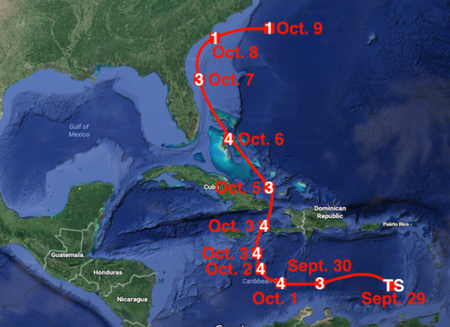 1 Oct. 9
1
Oct. 8
3 Oct. 7
Gulf of
Mexico
4 Oct. 6
Cuba
Oct. 5 3
Dominican
Republic
Puerto Rico
Oct. 3 4
Oct. 3 4
Guatemala
Oct. 2 4
Sept. 30
Honduras
Caribbean
4
3
TS
Oct. 1
Sept. 29
Nicaragua